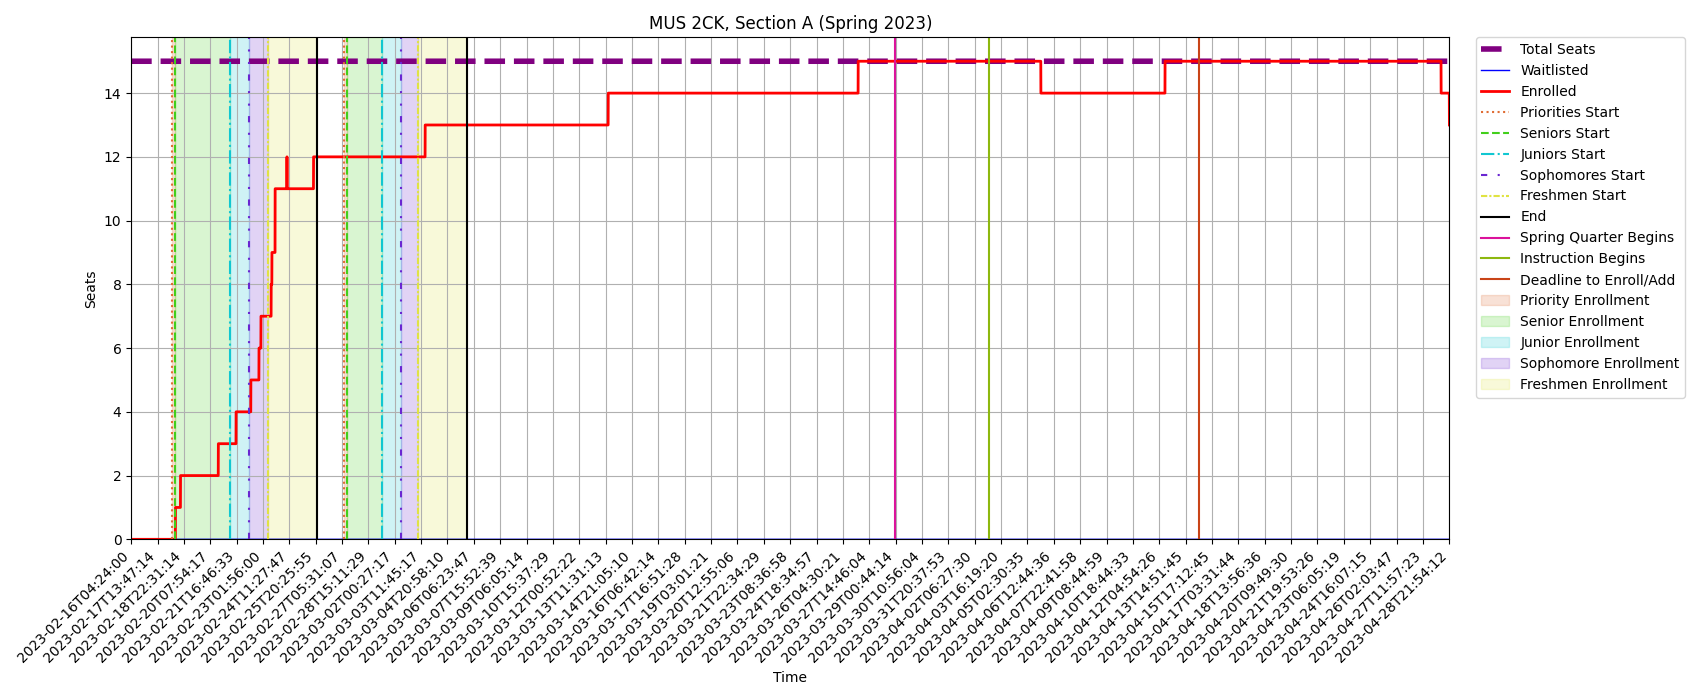 MUS 2CK, Section A (Spring 2023)
Total Seats
Waitlisted
Enrolled
Priorities Start
Seniors Start
Juniors Start
Sophomores Start
Freshmen Start
End
Spring Quarter Begins
Instruction Begins
Deadline to Enroll/Add
Priority Enrollment
Senior Enrollment
Junior Enrollment
Sophomore Enrollment
Freshmen Enrollment
Seats
14
12
10
8
6
4
2
0
2023-02-16T04:24:00
2023-02-17T13:47:14
2023-02-18T22:31:14
2023-02-20T07:54:17
2023-02-21T16:46:33
2023-02-23T01:56:00
2023-02-24T11:27:47
2023-02-25T20:25:55
2023-02-27T05:31:07
2023-02-28T15:11:29
2023-03-02T00:27:17
2023-03-03T11:45:17
2023-03-04T20:58:10
2023-03-06T06:23:47
2023-03-07T15:52:39
2023-03-09T06:05:14
2023-03-10T15:37:29
2023-03-12T00:52:22
2023-03-13T11:31:13
2023-03-14T21:05:10
2023-03-16T06:42:14
2023-03-17T16:51:28
2023-03-19T03:01:21
2023-03-20T12:55:06
2023-03-21T22:34:29
2023-03-23T08:36:58
2023-03-24T18:34:57
2023-03-26T04:30:21
2023-03-27T14:46:04
2023-03-29T00:44:14
2023-03-30T10:56:04
2023-03-31T20:37:53
2023-04-02T06:27:30
2023-04-03T16:19:20
2023-04-05T02:30:35
2023-04-06T12:44:36
2023-04-07T22:41:58
2023-04-09T08:44:59
2023-04-10T18:44:33
2023-04-12T04:54:26
2023-04-13T14:51:45
2023-04-15T17:12:45
2023-04-17T03:31:44
2023-04-18T13:56:36
2023-04-20T09:49:30
2023-04-21T19:53:26
2023-04-23T06:05:19
2023-04-24T16:07:15
2023-04-26T02:03:47
2023-04-27T11:57:23
2023-04-28T21:54:12
Time